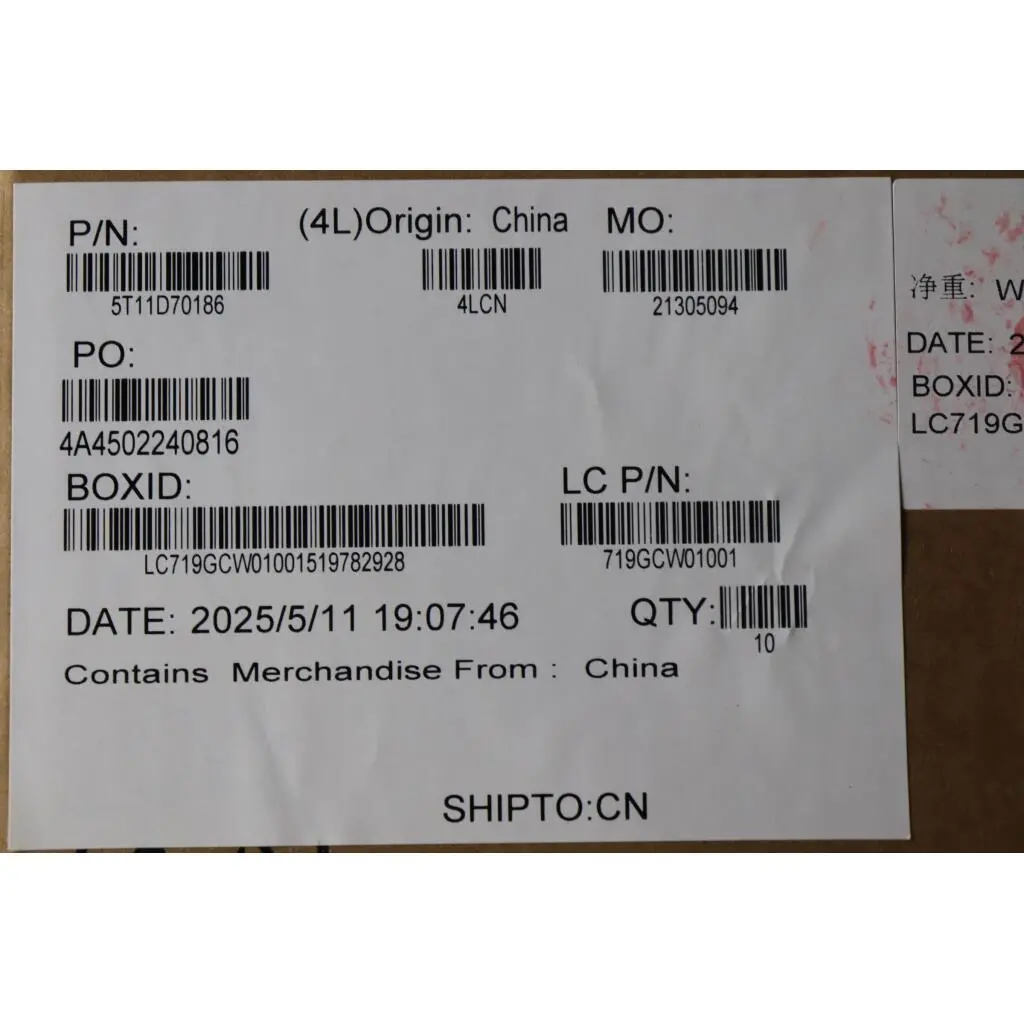 P/N: (4L)Origin: China MO:
5T11D70186 4LCN 21305094
PO:
4A4502240816
BOXID: LC P/N:
LC719GCW01001519782928 719GCW01001
DATE: 2025/5/11 19:07:46 QTY:
10
Contains Merchandise From : China
SHIPTO:CN
净重: W
DATE: 2
BOXID:
LC719G